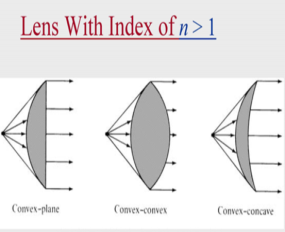 Lens With Index of n > 1
Convex-plane
Convex-convex
Convex-concave